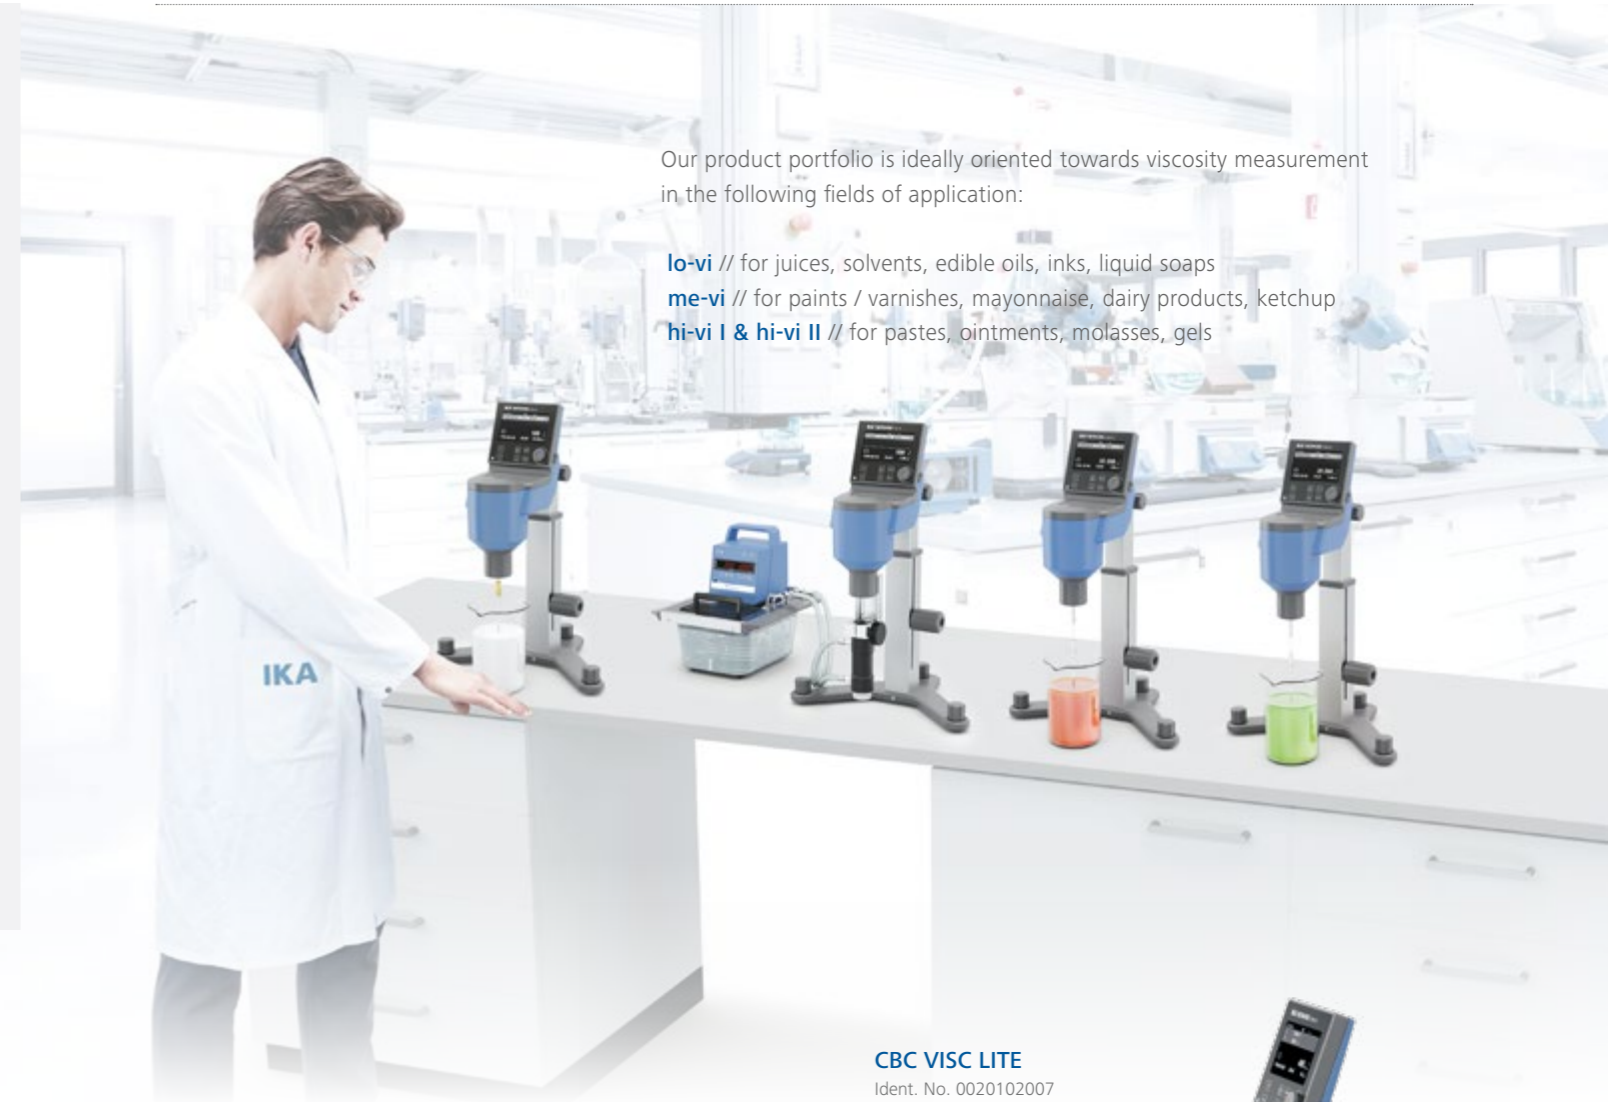 Our product portfolio is ideally oriented towards viscosity measurement
in the following fields of application:
lo-vi // for juices, solvents, edible oils, inks, liquid soaps
me-vi // for paints / varnishes, mayonnaise, dairy products, ketchup
hi-vi I & hi-vi II // for pastes, ointments, molasses, gels
IKA
CBC VISC LITE
Ident. No. 0020102007